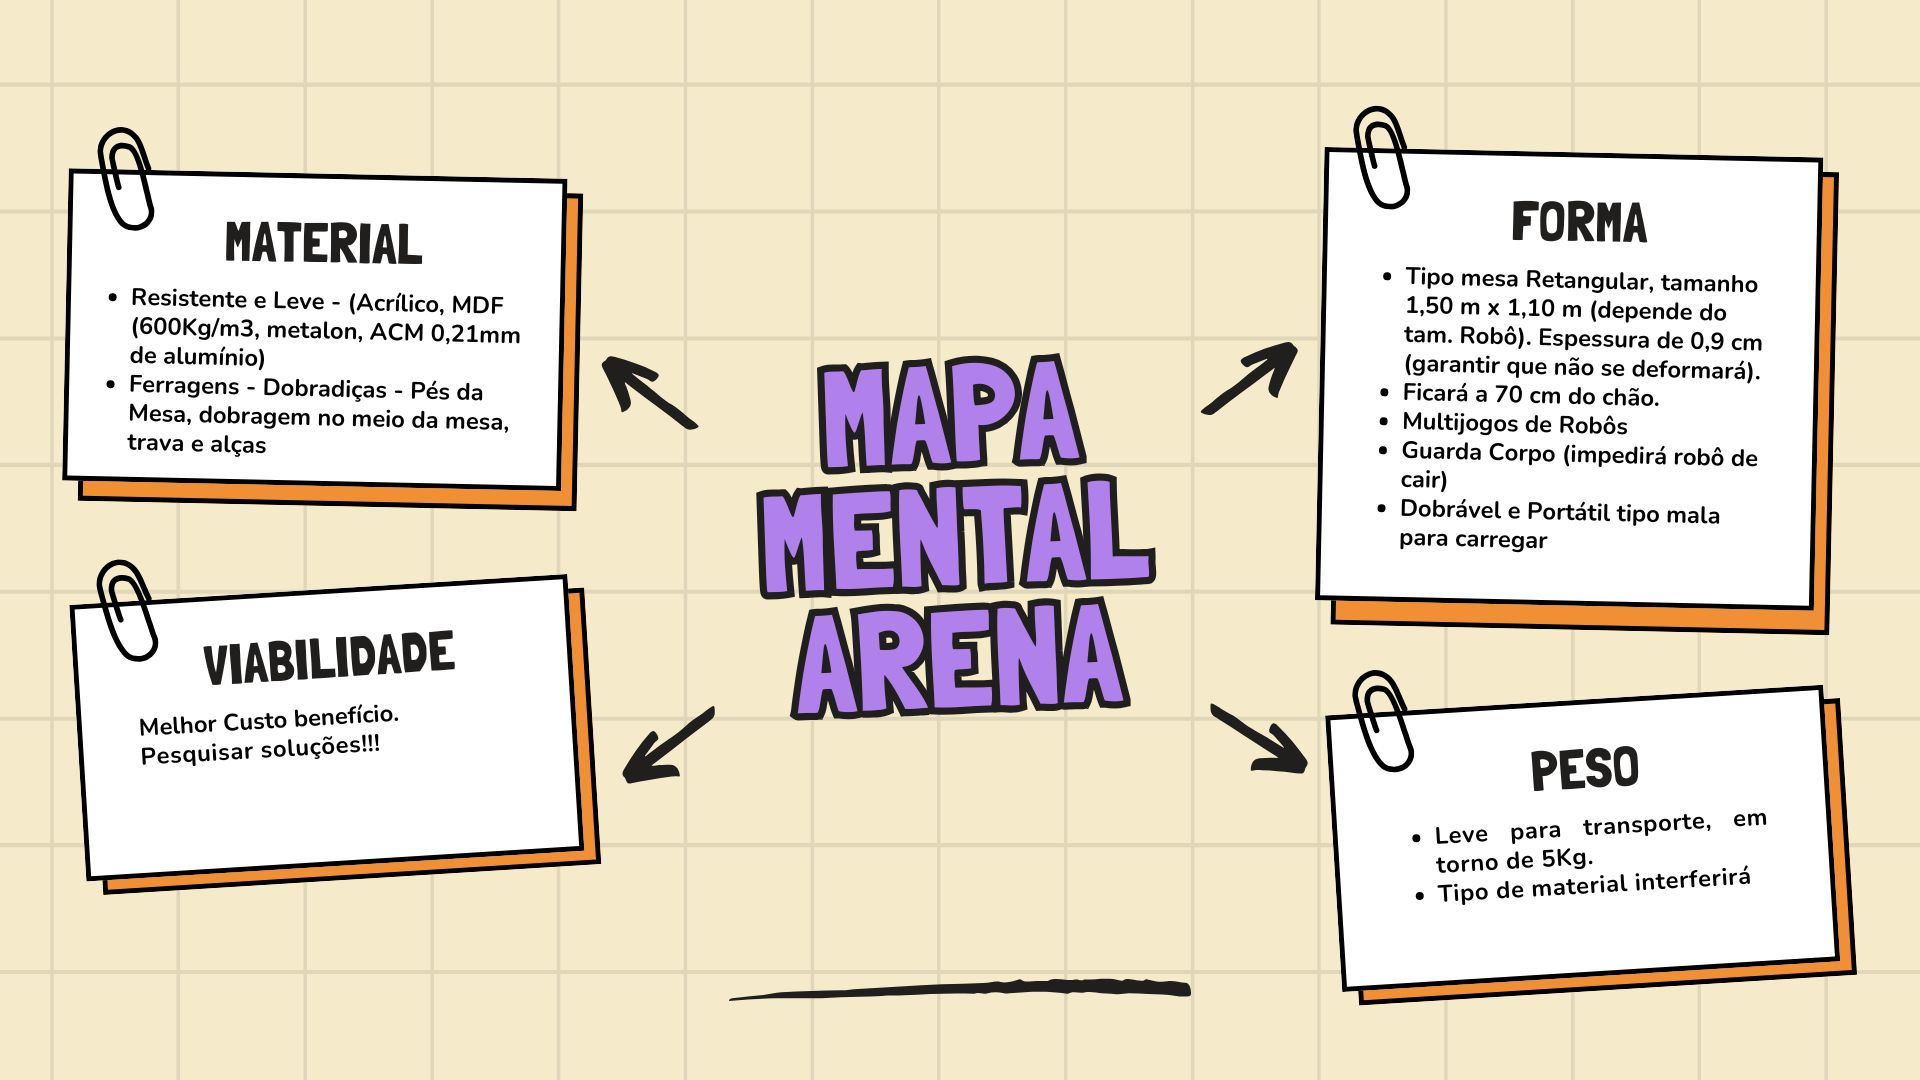 MATERIAL
• Resistente e Leve - (Acrílico, MDF
(600Kg/m3, metalon, ACM 0,21mm
de alumínio)
• Ferragens - Dobradiças - Pés da
Mesa, dobragem no meio da mesa,
trava e alças
VIABILIDADE
Melhor Custo benefício.
Pesquisar soluções!!!
MAPA
MENTAL
ARENA
FORMA
• Tipo mesa Retangular, tamanho
1,50 m x 1,10 m (depende do
tam. Robô). Espessura de 0,9 cm
(garantir que não se deformará).
• Ficará a 70 cm do chão.
• Multijogos de Robôs
• Guarda Corpo (impedirá robô de
cair)
• Dobrável e Portátil tipo mala
para carregar
PESO
• Leve para transporte, em
torno de 5Kg.
• Tipo de material interferirá